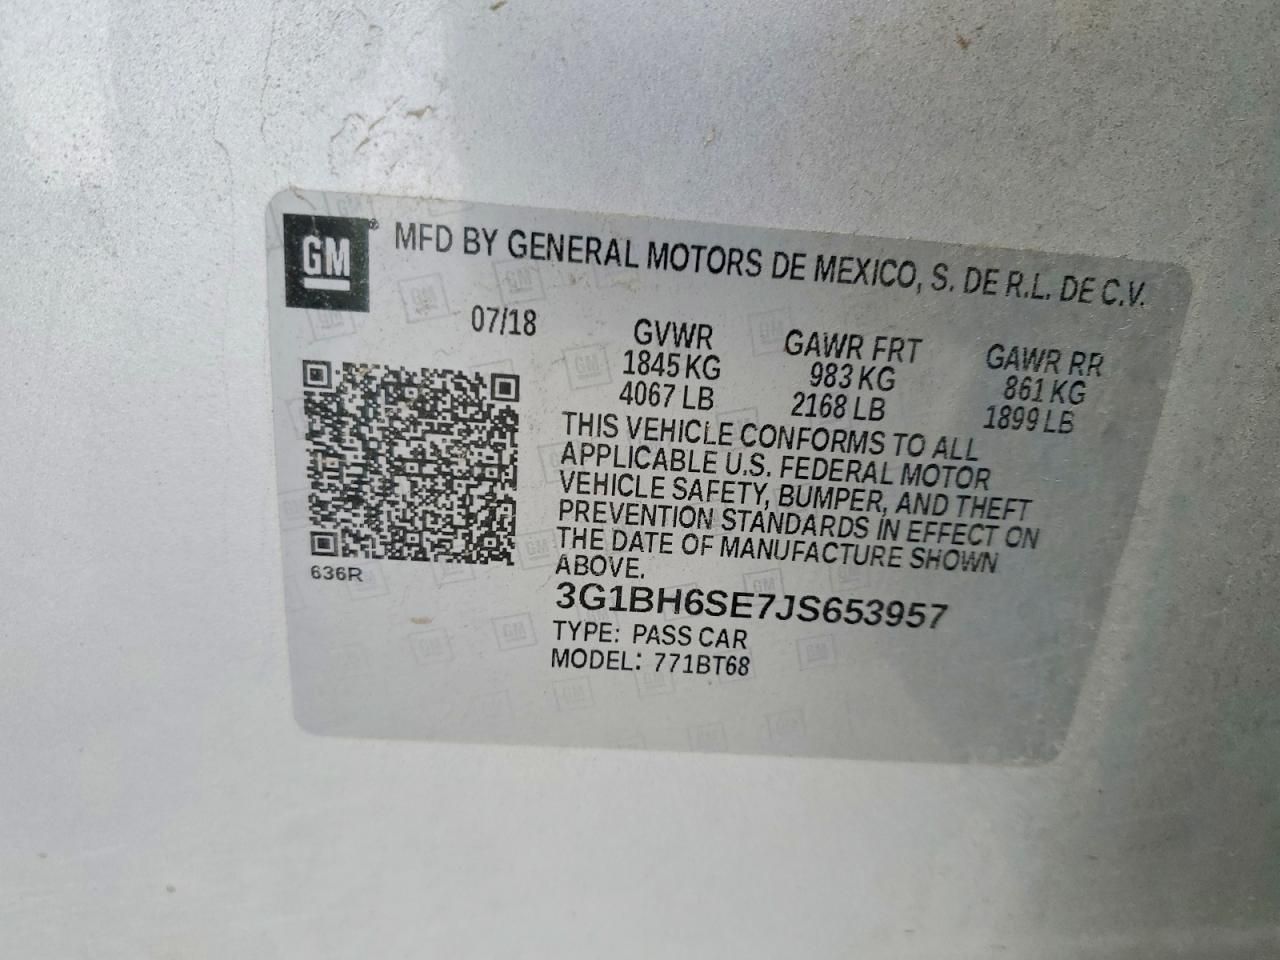 GM ® MFD BY GENERAL MOTORS DE MEXICO, S. DE R.L. DE C.V.
07/18 GVWR GAWR FRT GAWR RR
1845 KG 983 KG 861 KG
4067 LB 2168 LB 1899 LB
THIS VEHICLE CONFORMS TO ALL
APPLICABLE U.S. FEDERAL MOTOR
VEHICLE SAFETY, BUMPER, AND THEFT
PREVENTION STANDARDS IN EFFECT ON
THE DATE OF MANUFACTURE SHOWN
ABOVE.
636R
3G1BH6SE7JS653957
TYPE: PASS CAR
MODEL: 771BT68